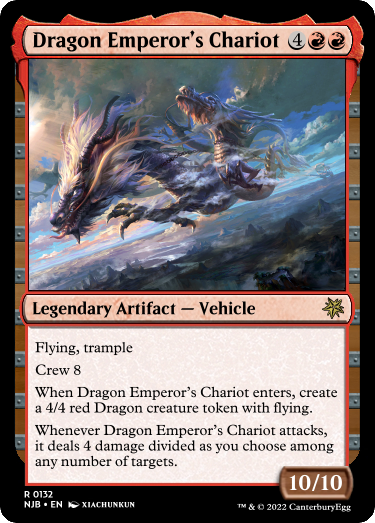 Dragon Emperor's Chariot 4
Legendary Artifact — Vehicle
Flying, trample
Crew 8
When Dragon Emperor's Chariot enters, create
a 4/4 red Dragon creature token with flying.
Whenever Dragon Emperor's Chariot attacks,
it deals 4 damage divided as you choose among
any number of targets.
10/10
R 0132
NJB • EN XIACHUNKUN
™ & © 2022 CanterburyEgg